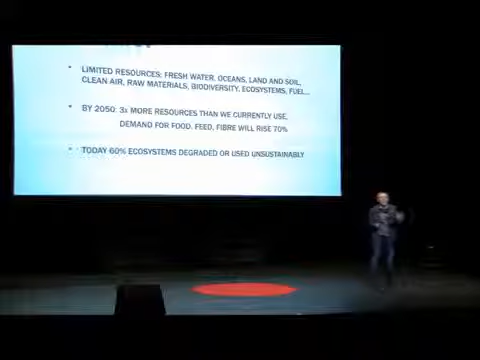 LIMITED RESOURCES: FRESH WATER, OCEANS, LAND AND SOIL,
CLEAN AIR, RAW MATERIALS, BIODIVERSITY, ECOSYSTEMS, FUEL...
BY 2050: 3x MORE RESOURCES THAN WE CURRENTLY USE,
DEMAND FOR FOOD, FEED, FIBRE WILL RISE 70%
TODAY 60% ECOSYSTEMS DEGRADED OR USED UNSUSTAINABLY